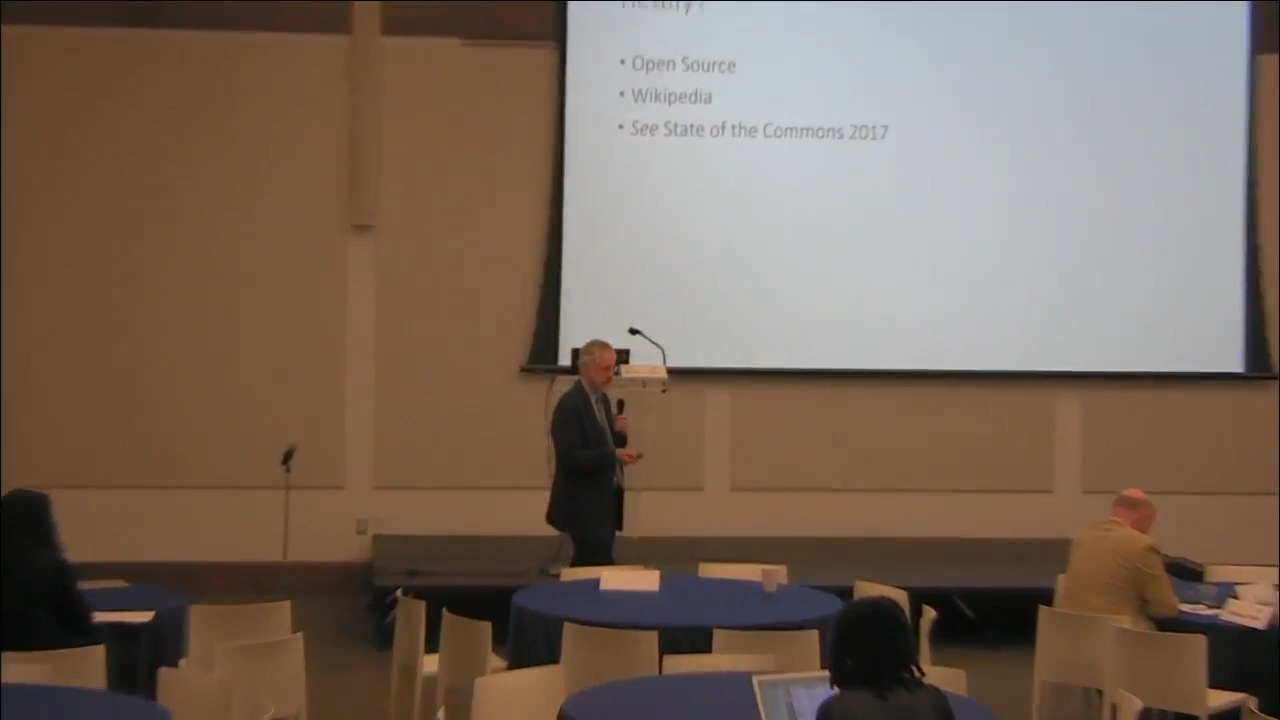 • Open Source
• Wikipedia
• See State of the Commons 2017